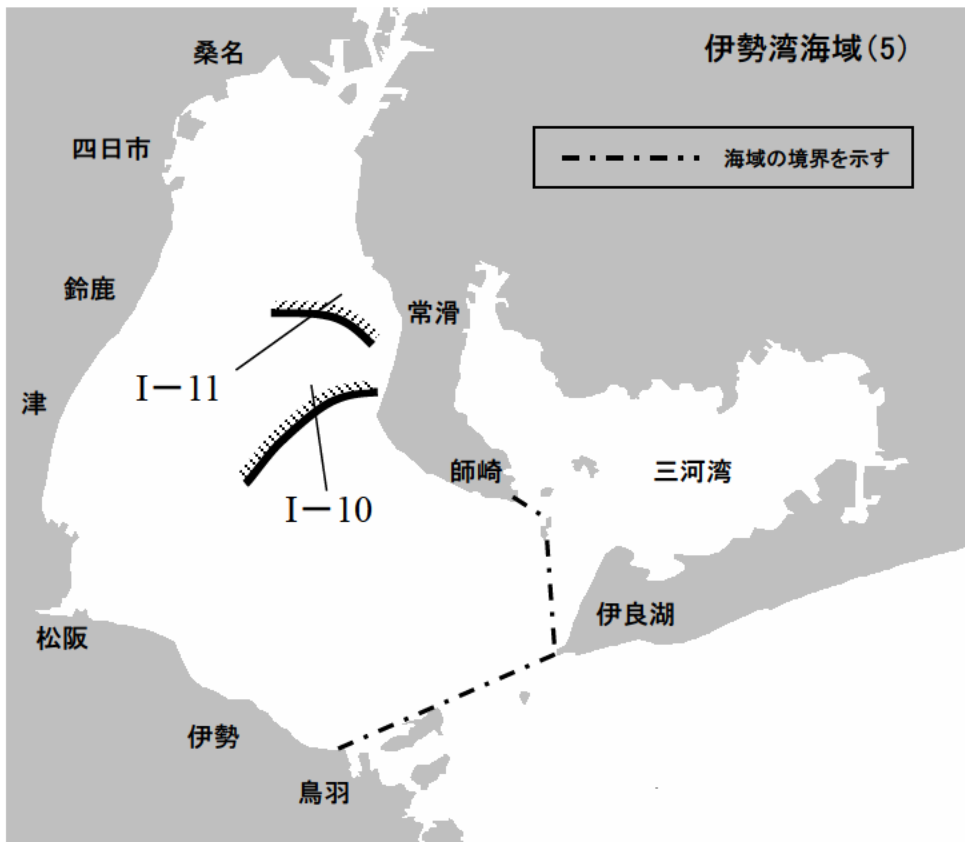 桑名
伊勢湾海域(5)
四日市
海域の境界を示す
鈴鹿
常滑
I-11
津
師崎
三河湾
I-10
伊良湖
松阪
伊勢
鳥羽